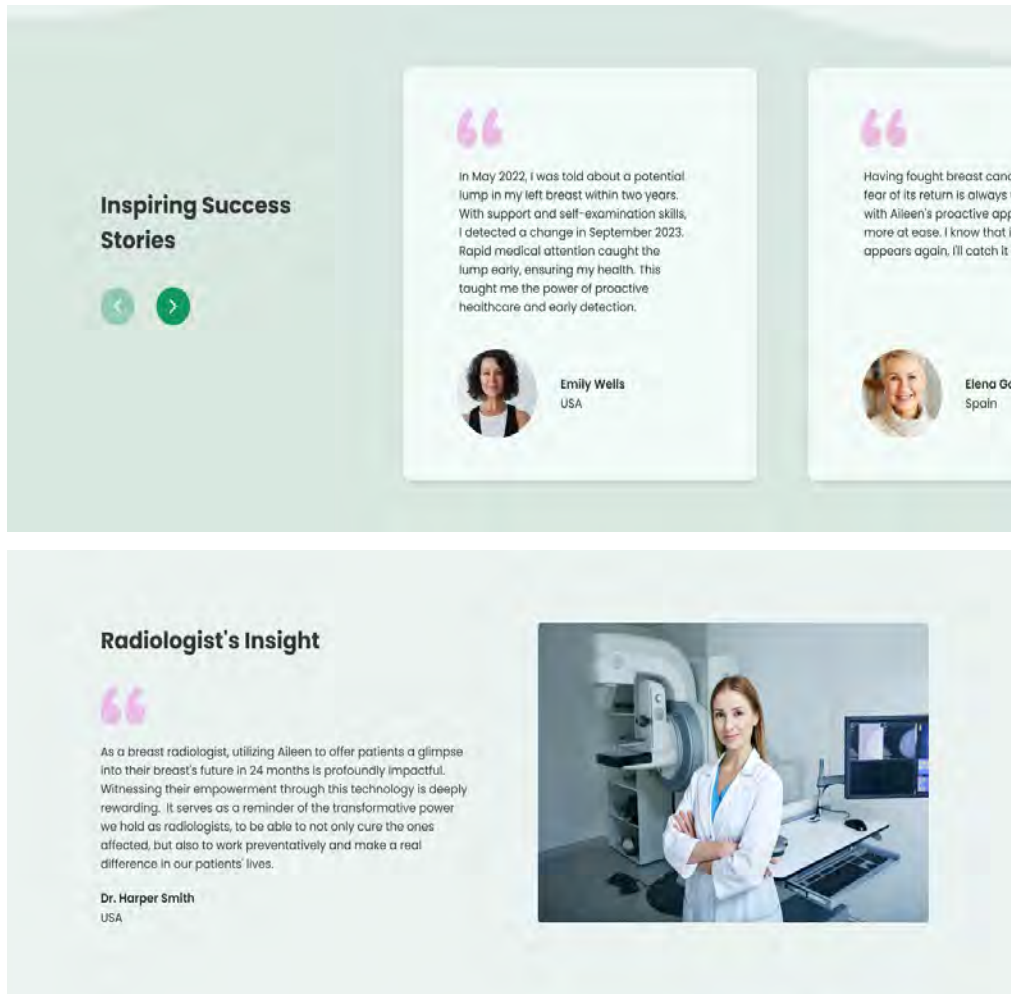 Inspiring Success
Stories
In May 2022, I was told about a potential
lump in my left breast within two years.
With support and self-examination skills,
I detected a change in September 2023.
Rapid medical attention caught the
lump early, ensuring my health. This
taught me the power of proactive
healthcare and early detection.
Emily Wells
USA
Having fought breast canc
fear of its return is always
with Aileen's proactive app
more at ease. I know that i
appears again, I'll catch it
Elena Ga
Spain
Radiologist's Insight
As a breast radiologist, utilizing Aileen to offer patients a glimpse
into their breast's future in 24 months is profoundly impactful.
Witnessing their empowerment through this technology is deeply
rewarding. It serves as a reminder of the transformative power
we hold as radiologists, to be able to not only cure the ones
affected, but also to work preventatively and make a real
difference in our patients' lives.
Dr. Harper Smith
USA